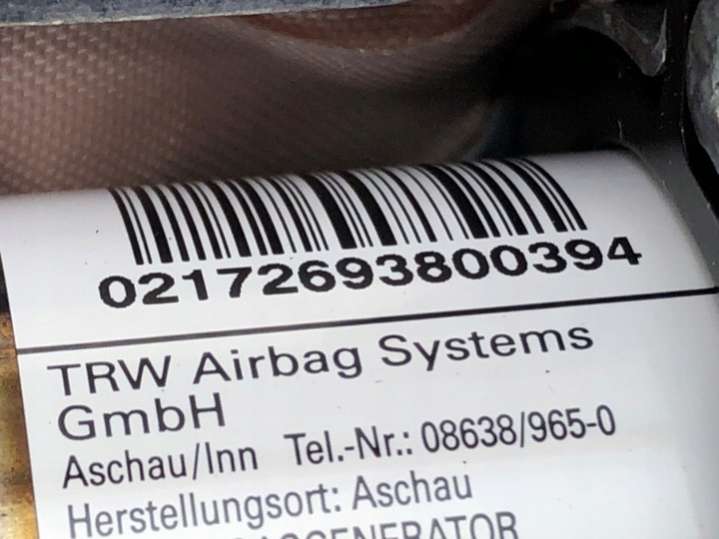 02172693800394
TRW Airbag Systems
GmbH
Aschau/Inn Tel.-Nr.: 08638/965-0
Herstellungsort: Aschau